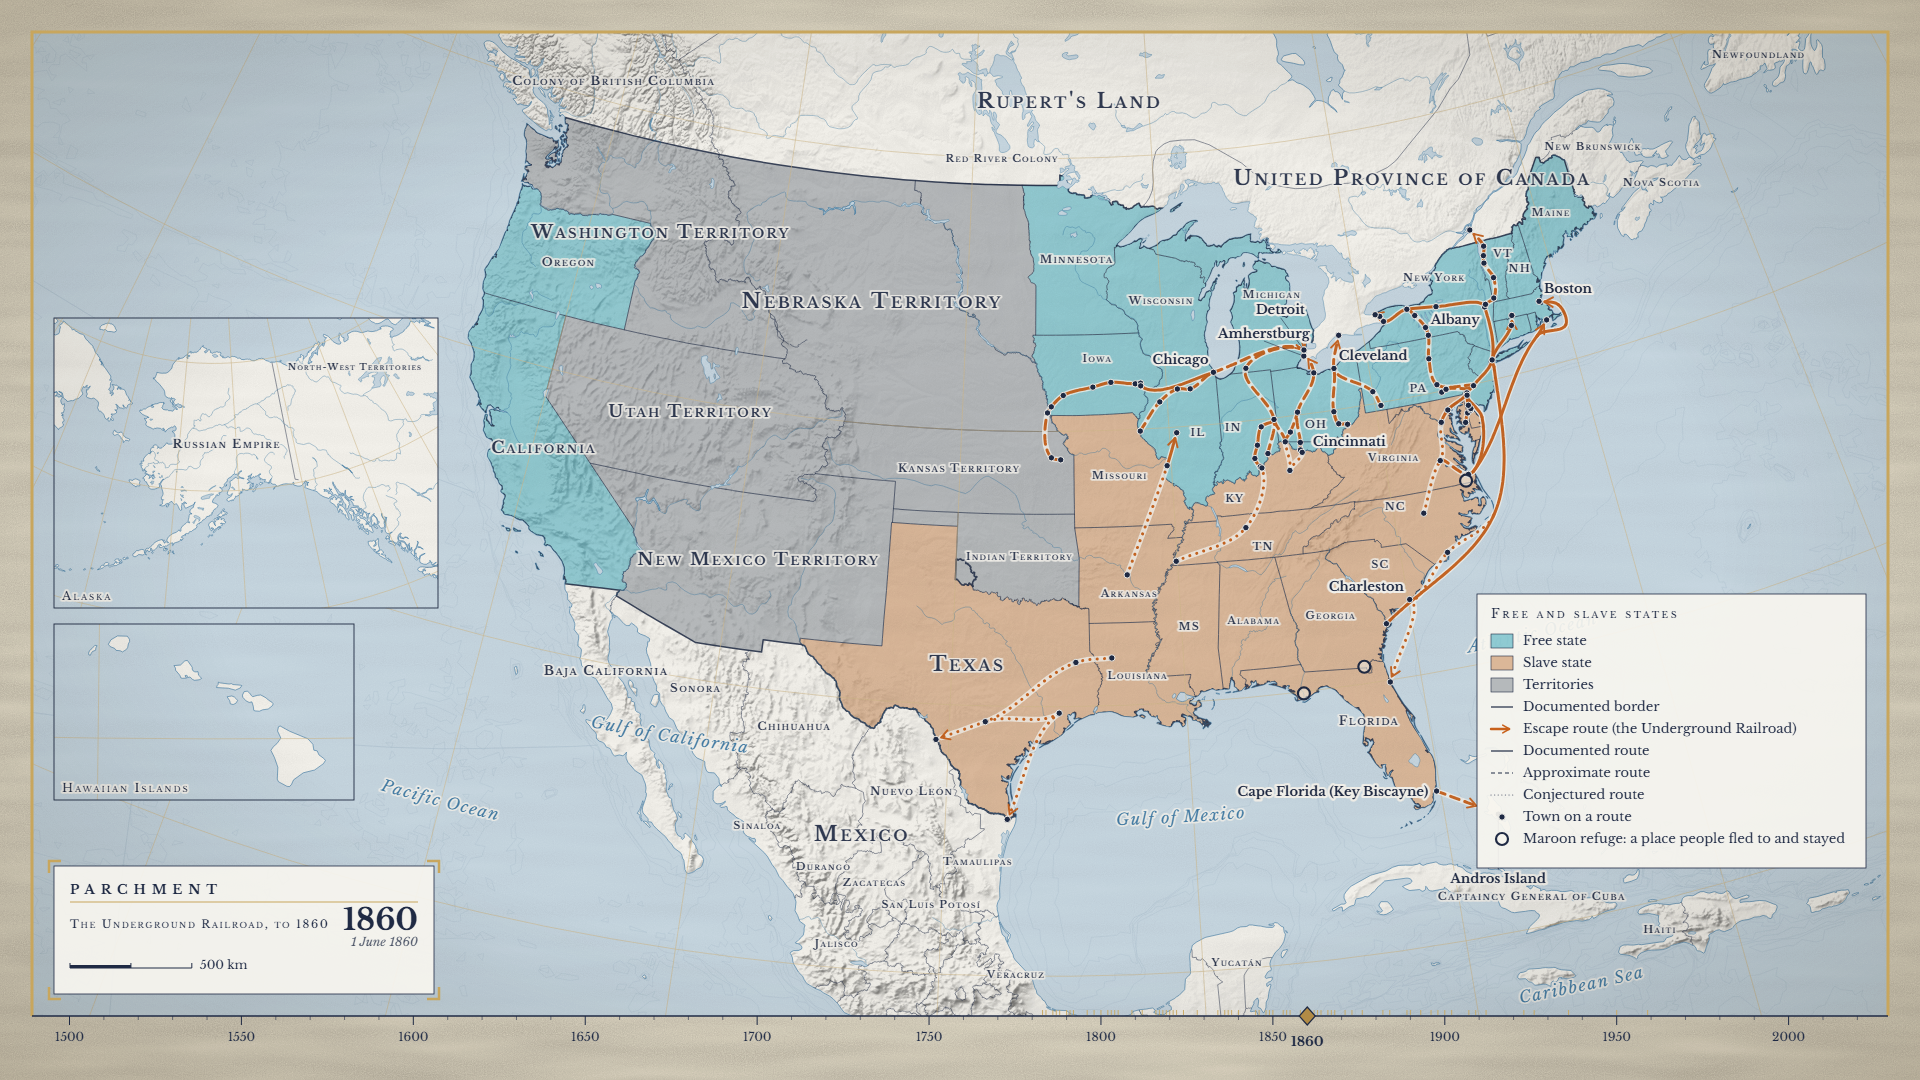 Newfoundland
Colony of British Columbia
Rupert's Land
Red River Colony
New Brunswick
United Province of Canada
Nova Scotia
Maine
Washington Territory
Oregon
Minnesota
VT
NH
New York
Boston
Nebraska Territory
Wisconsin
Michigan
Detroit
Albany
Amherstburg
Cleveland
Chicago
Iowa
PA
North-West Territories
Russian Empire
Alaska
Utah Territory
California
IL
IN
OH
Cincinnati
Virginia
Kansas Territory
Missouri
KY
NC
New Mexico Territory
Indian Territory
TN
SC
Charleston
Arkansas
MS
Alabama
Georgia
Texas
Louisiana
Florida
Baja California
Sonora
Chihuahua
Gulf of California
Nuevo León
Cape Florida (Key Biscayne)
Gulf of Mexico
Pacific Ocean
Hawaiian Islands
Sinaloa
Mexico
Durango
Zacatecas
Tamaulipas
San Luis Potosí
Jalisco
Veracruz
Yucatán
Andros Island
Captaincy General of Cuba
Haiti
Caribbean Sea
Free and slave states
Free state
Slave state
Territories
Documented border
Escape route (the Underground Railroad)
Documented route
Approximate route
Conjectured route
Town on a route
Maroon refuge: a place people fled to and stayed
PARCHMENT
The Underground Railroad, to 1860
1860
1 June 1860
500 km
1500 1550 1600 1650 1700 1750 1800 1850 1860 1900 1950 2000